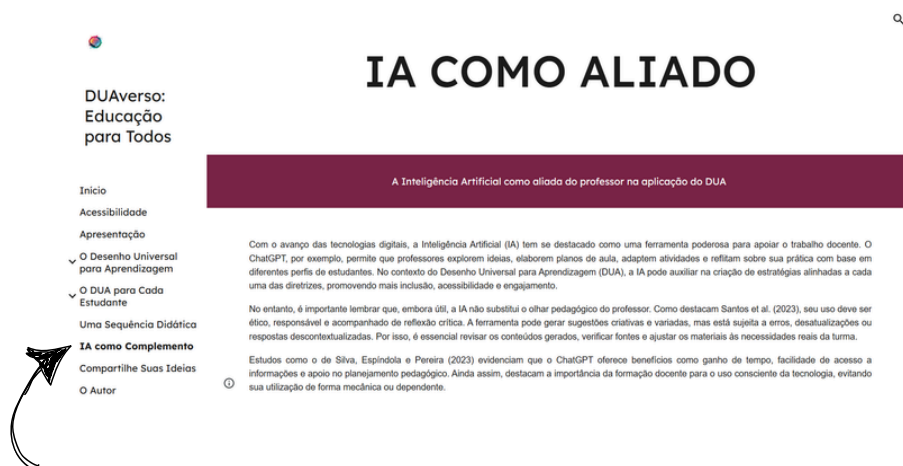 DUAverso:
Educação
para Todos
Início
Acessibilidade
Apresentação
O Desenho Universal
para Aprendizagem
O DUA para Cada
Estudante
Uma Sequência Didática
IA como Complemento
Compartilhe Suas Ideias
O Autor
IA COMO ALIADO
A Inteligência Artificial como aliada do professor na aplicação do DUA
Com o avanço das tecnologias digitais, a Inteligência Artificial (IA) tem se destacado como uma ferramenta poderosa para apoiar o trabalho docente. O
ChatGPT, por exemplo, permite que professores explorem ideias, elaborem planos de aula, adaptem atividades e reflitam sobre sua prática com base em
diferentes perfis de estudantes. No contexto do Desenho Universal para Aprendizagem (DUA), a IA pode auxiliar na criação de estratégias alinhadas a cada
uma das diretrizes, promovendo mais inclusão, acessibilidade e engajamento.
No entanto, é importante lembrar que, embora útil, a IA não substitui o olhar pedagógico do professor. Como destacam Santos et al. (2023), seu uso deve ser
ético, responsável e acompanhado de reflexão crítica. A ferramenta pode gerar sugestões criativas e variadas, mas está sujeita a erros, desatualizações ou
respostas descontextualizadas. Por isso, é essencial revisar os conteúdos gerados, verificar fontes e ajustar os materiais às necessidades reais da turma.
Estudos como o de Silva, Espíndola e Pereira (2023) evidenciam que o ChatGPT oferece benefícios como ganho de tempo, facilidade de acesso a
informações e apoio no planejamento pedagógico. Ainda assim, destacam a importância da formação docente para o uso consciente da tecnologia, evitando
sua utilização de forma mecânica ou dependente.